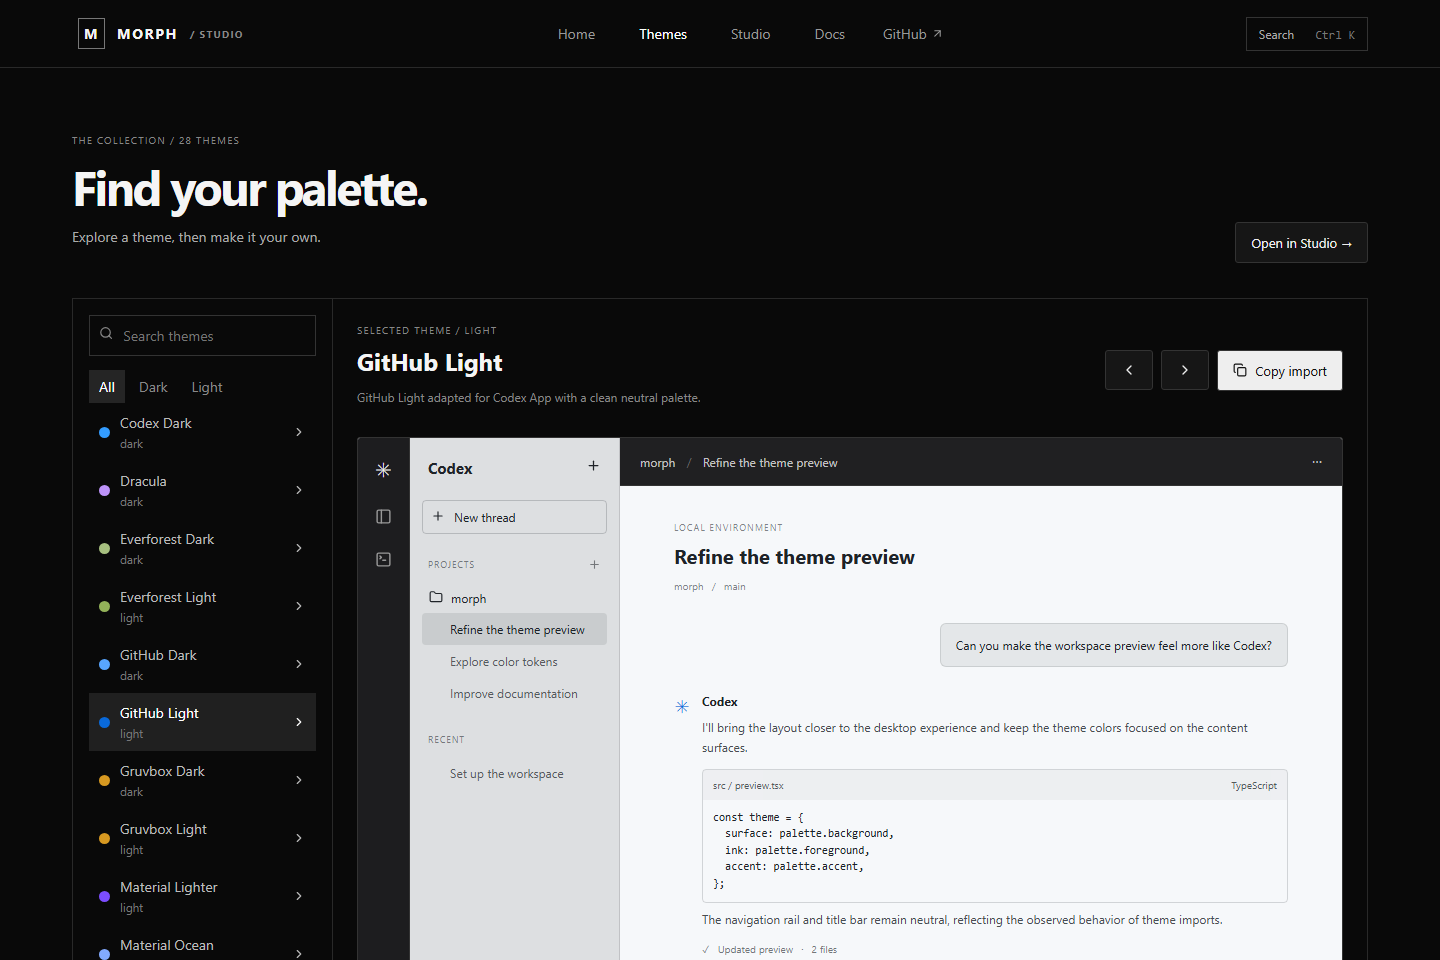 M MORPH / STUDIO
Home Themes Studio Docs GitHub ↗
Search Ctrl K
THE COLLECTION / 28 THEMES
Find your palette.
Explore a theme, then make it your own.
Open in Studio →
Search themes
All Dark Light
Codex Dark
dark
Dracula
dark
Everforest Dark
dark
Everforest Light
light
GitHub Dark
dark
GitHub Light
light
Gruvbox Dark
dark
Gruvbox Light
light
Material Lighter
light
Material Ocean
SELECTED THEME / LIGHT
GitHub Light
GitHub Light adapted for Codex App with a clean neutral palette.
Copy import
Codex +
+ New thread
PROJECTS +
morph
Refine the theme preview
Explore color tokens
Improve documentation
RECENT
Set up the workspace
morph / Refine the theme preview ···
LOCAL ENVIRONMENT
Refine the theme preview
morph / main
Can you make the workspace preview feel more like Codex?
Codex
I'll bring the layout closer to the desktop experience and keep the theme colors focused on the content
surfaces.
src / preview.tsx TypeScript
const theme = {
  surface: palette.background,
  ink: palette.foreground,
  accent: palette.accent,
};
The navigation rail and title bar remain neutral, reflecting the observed behavior of theme imports.
✓ Updated preview · 2 files